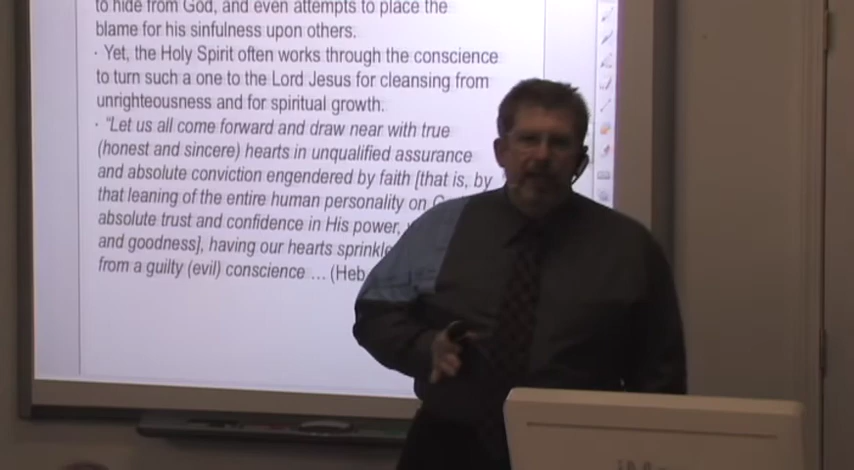 to hide from God, and even attempts to place the
blame for his sinfulness upon others.
· Yet, the Holy Spirit often works through the conscience
to turn such a one to the Lord Jesus for cleansing from
unrighteousness and for spiritual growth.
· "Let us all come forward and draw near with true
(honest and sincere) hearts in unqualified assurance
and absolute conviction engendered by faith [that is, by
that leaning of the entire human personality on
absolute trust and confidence in His power,
and goodness], having our hearts
from a guilty (evil) conscience … (Heb